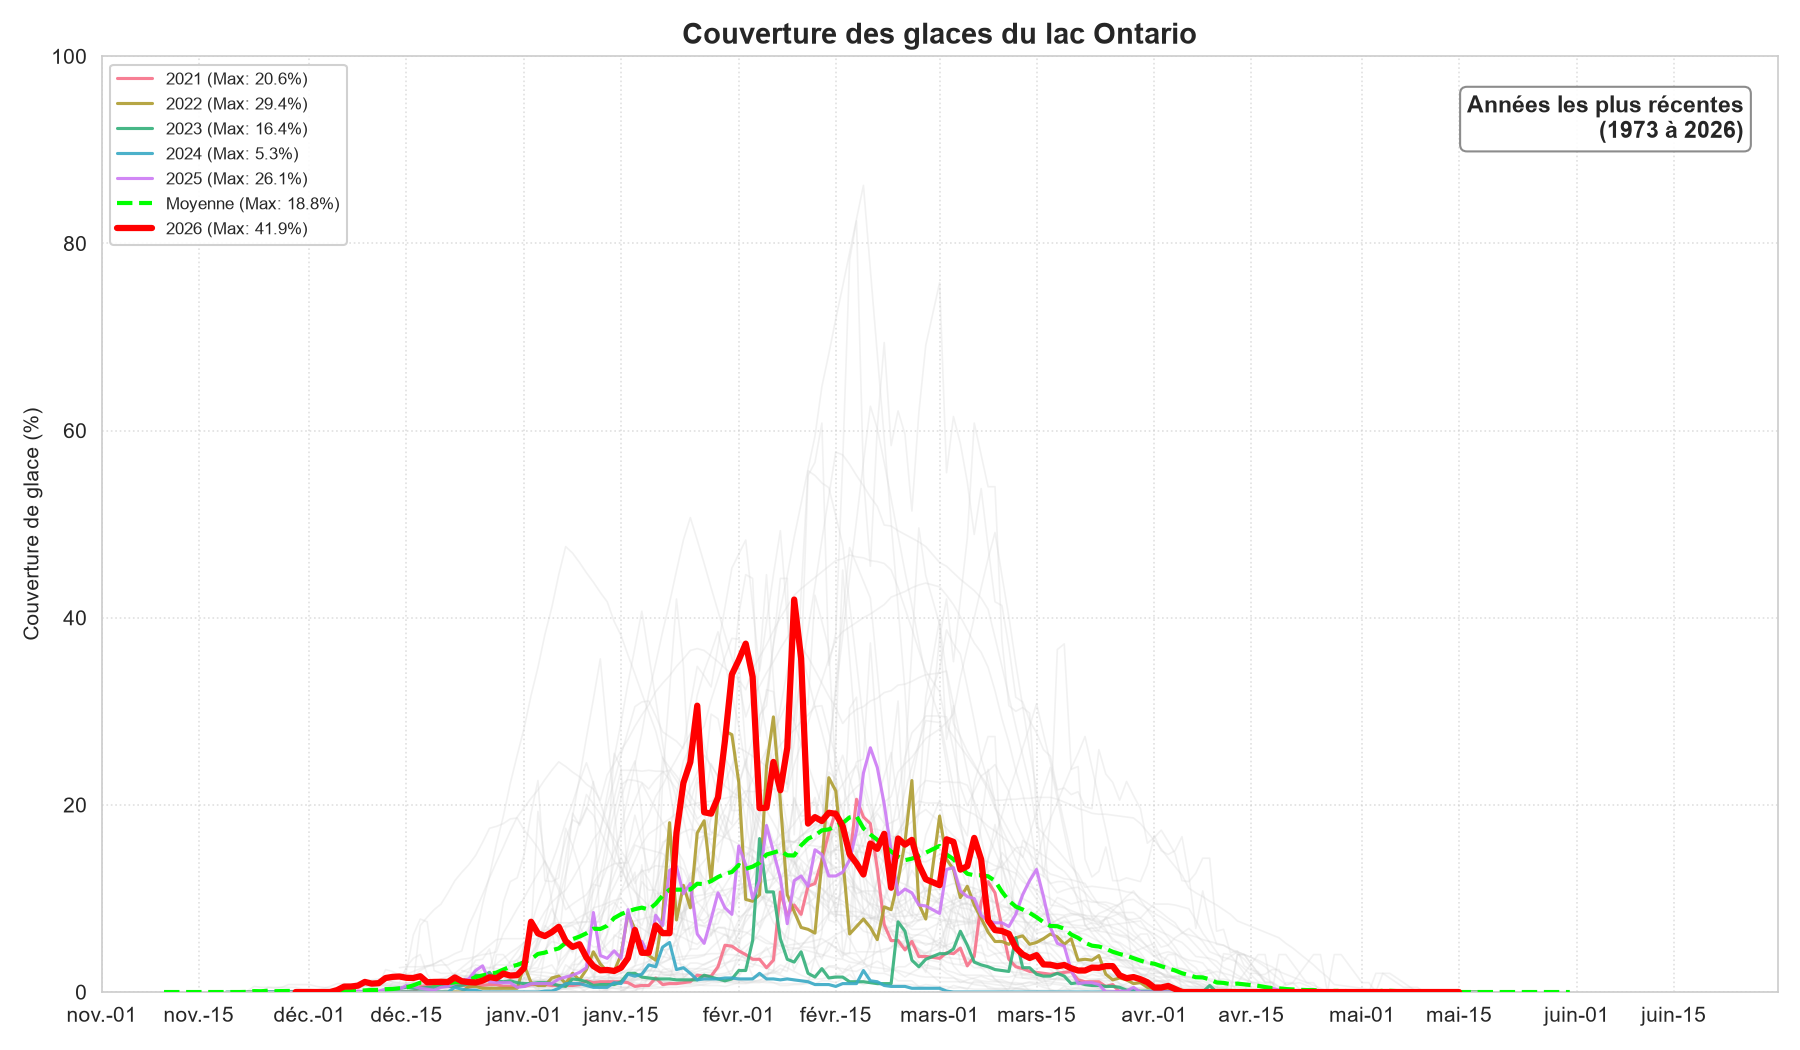 Couverture des glaces du lac Ontario
100
80
60
40
20
0
Couverture de glace (%)
2021 (Max: 20.6%)
2022 (Max: 29.4%)
2023 (Max: 16.4%)
2024 (Max: 5.3%)
2025 (Max: 26.1%)
Moyenne (Max: 18.8%)
2026 (Max: 41.9%)
Années les plus récentes
(1973 à 2026)
nov.-01 nov.-15 déc.-01 déc.-15 janv.-01 janv.-15 févr.-01 févr.-15 mars-01 mars-15 avr.-01 avr.-15 mai-01 mai-15 juin-01 juin-15